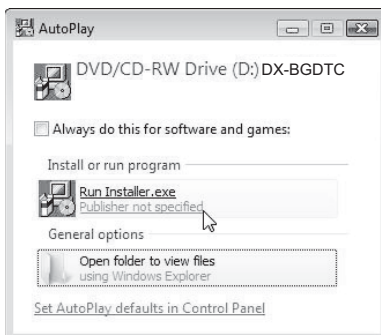 AutoPlay
DVD/CD-RW Drive (D:) DX-BGDTC
Always do this for software and games:
Install or run program
Run Installer.exe
Publisher not specified
General options
Open folder to view files
using Windows Explorer
Set AutoPlay defaults in Control Panel